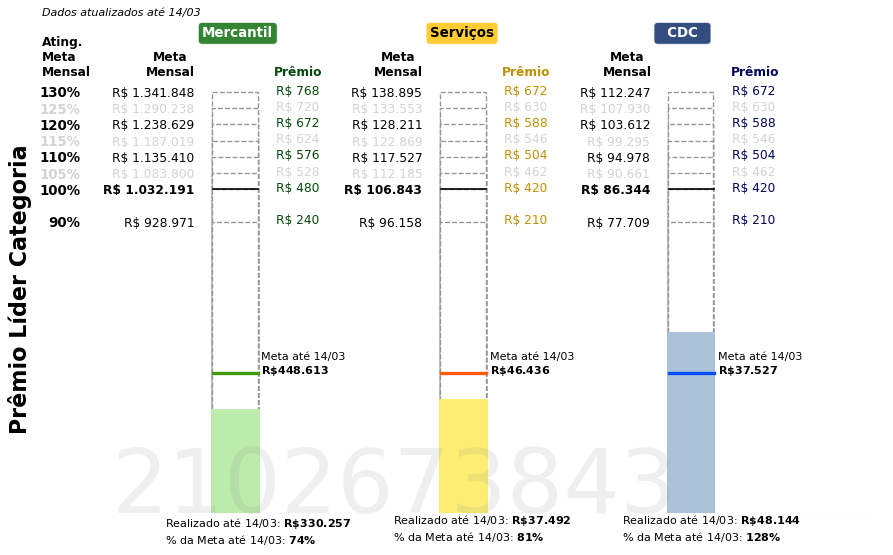 Dados atualizados até 14/03
Mercantil
Serviços
CDC
Ating.
Meta
Mensal
Meta
Mensal
Prêmio
Meta
Mensal
Prêmio
Meta
Mensal
Prêmio
130% R$ 1.341.848 R$ 768 R$ 138.895 R$ 672 R$ 112.247 R$ 672
125% R$ 1.290.238 R$ 720 R$ 133.553 R$ 630 R$ 107.930 R$ 630
120% R$ 1.238.629 R$ 672 R$ 128.211 R$ 588 R$ 103.612 R$ 588
115% R$ 1.187.019 R$ 624 R$ 122.869 R$ 546 R$ 99.295 R$ 546
110% R$ 1.135.410 R$ 576 R$ 117.527 R$ 504 R$ 94.978 R$ 504
105% R$ 1.083.800 R$ 528 R$ 112.185 R$ 462 R$ 90.661 R$ 462
100% R$ 1.032.191 R$ 480 R$ 106.843 R$ 420 R$ 86.344 R$ 420
90% R$ 928.971 R$ 240 R$ 96.158 R$ 210 R$ 77.709 R$ 210
Prêmio Líder Categoria
Meta até 14/03
R$448.613
Meta até 14/03
R$46.436
Meta até 14/03
R$37.527
2102673843
Realizado até 14/03: R$330.257
% da Meta até 14/03: 74%
Realizado até 14/03: R$37.492
% da Meta até 14/03: 81%
Realizado até 14/03: R$48.144
% da Meta até 14/03: 128%